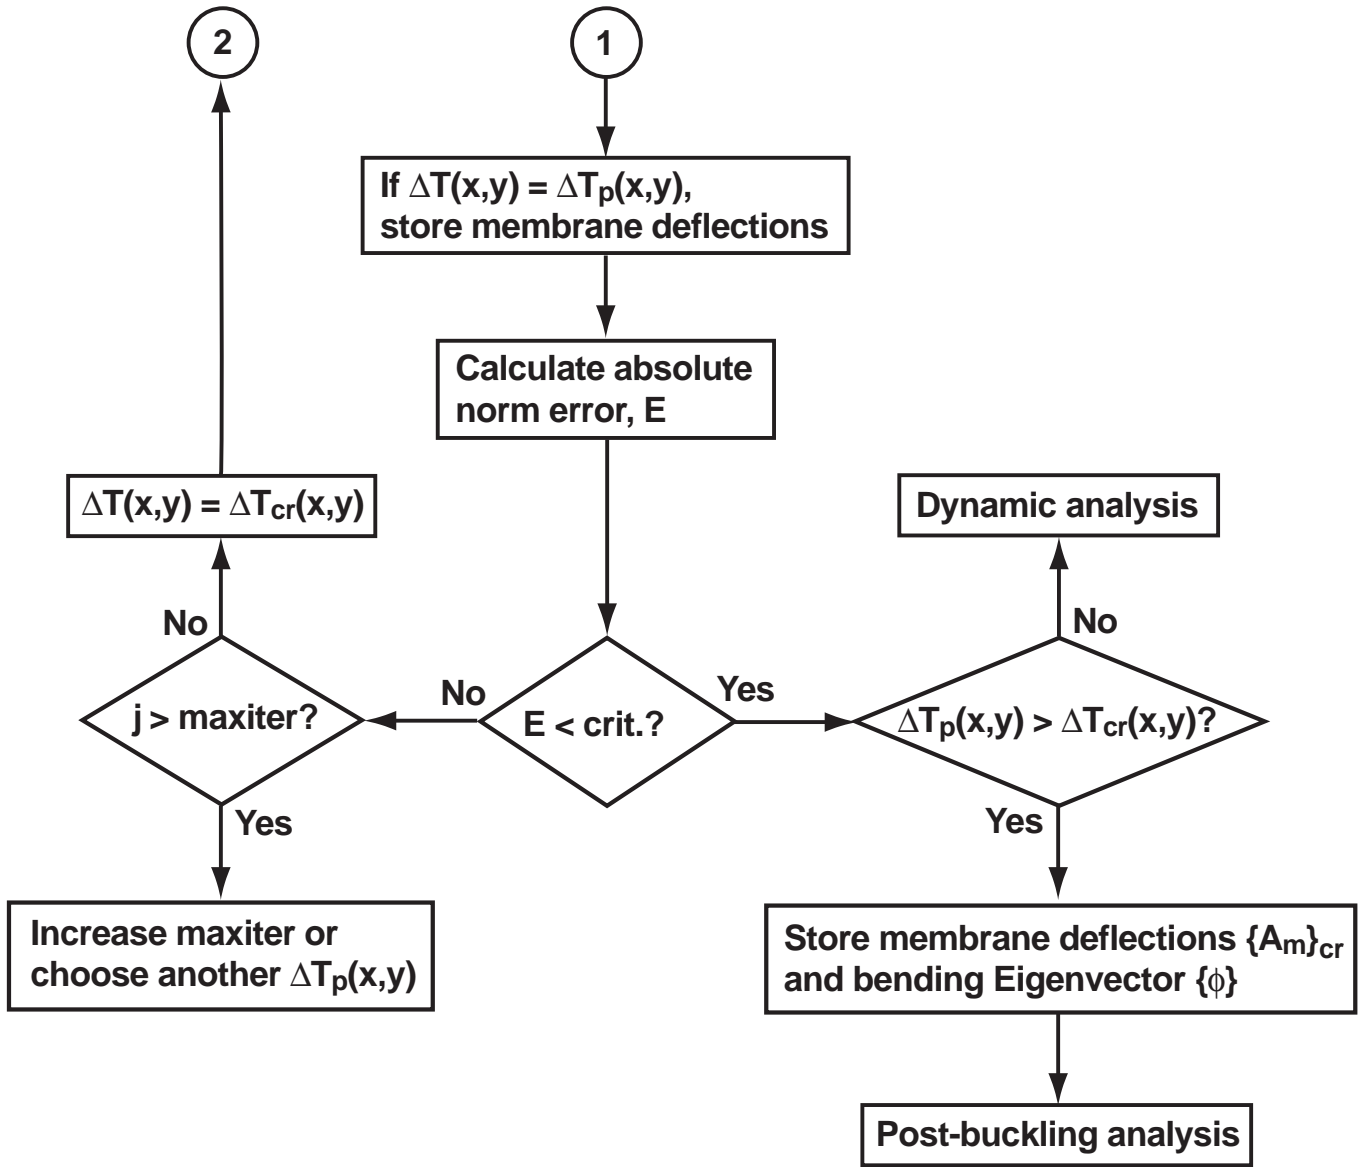 2
1
If ΔT(x,y) = ΔTp(x,y),
store membrane deflections
Calculate absolute
norm error, E
ΔT(x,y) = ΔTcr(x,y)
Dynamic analysis
No
No
j > maxiter?
No
E < crit.?
Yes
ΔTp(x,y) > ΔTcr(x,y)?
Yes
Yes
Increase maxiter or
choose another ΔTp(x,y)
Store membrane deflections {Am}cr
and bending Eigenvector {ϕ}
Post-buckling analysis